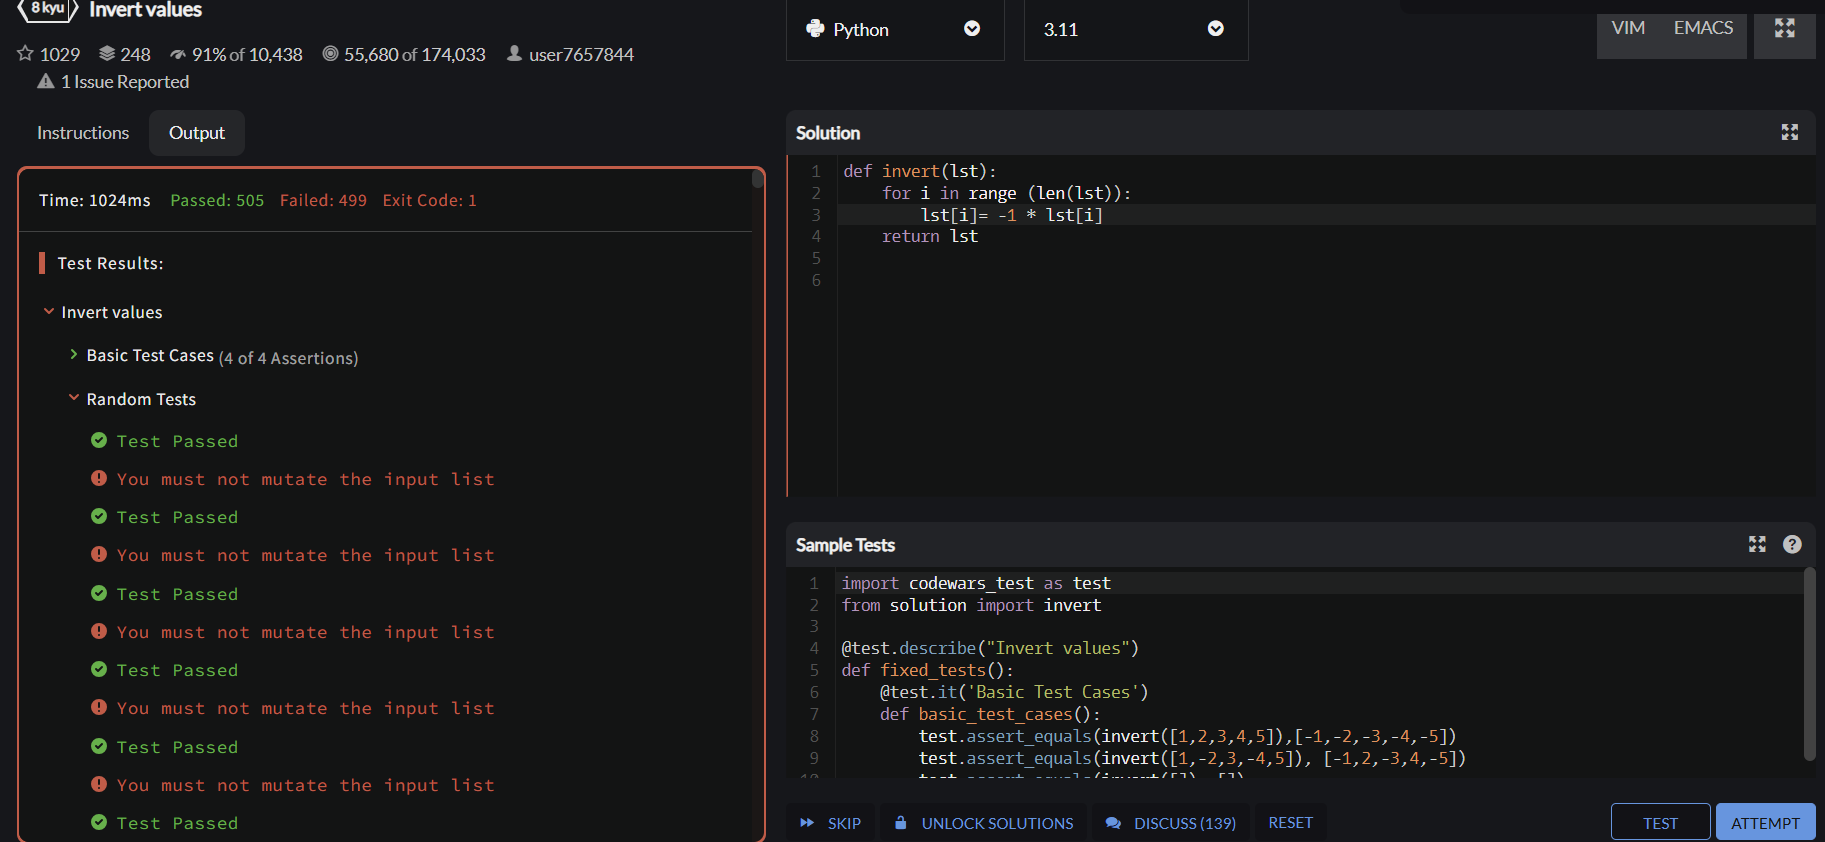 8 kyu Invert values
1029 248 91% of 10,438 55,680 of 174,033 user7657844
1 Issue Reported
Instructions Output
Time: 1024ms Passed: 505 Failed: 499 Exit Code: 1
Test Results:
Invert values
Basic Test Cases (4 of 4 Assertions)
Random Tests
Test Passed
You must not mutate the input list
Test Passed
You must not mutate the input list
Test Passed
You must not mutate the input list
Test Passed
You must not mutate the input list
Test Passed
You must not mutate the input list
Test Passed
Python 3.11 VIM EMACS
Solution
1 def invert(lst):
2     for i in range (len(lst)):
3         lst[i]= -1 * lst[i]
4     return lst
5
6
Sample Tests
1 import codewars_test as test
2 from solution import invert
3
4 @test.describe("Invert values")
5 def fixed_tests():
6     @test.it('Basic Test Cases')
7     def basic_test_cases():
8         test.assert_equals(invert([1,2,3,4,5]),[-1,-2,-3,-4,-5])
9         test.assert_equals(invert([1,-2,3,-4,5]), [-1,2,-3,4,-5])
10         test.assert_equals(invert([]), [])
SKIP UNLOCK SOLUTIONS DISCUSS (139) RESET TEST ATTEMPT